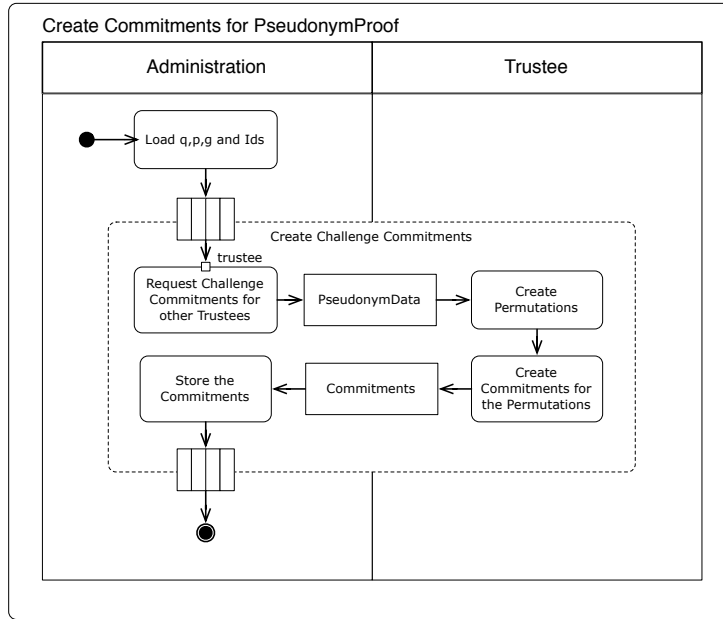 Create Commitments for PseudonymProof
Administration
Trustee
Load q,p,g and Ids
Create Challenge Commitments
trustee
Request Challenge
Commitments for
other Trustees
PseudonymData
Create
Permutations
Store the
Commitments
Commitments
Create
Commitments for
the Permutations